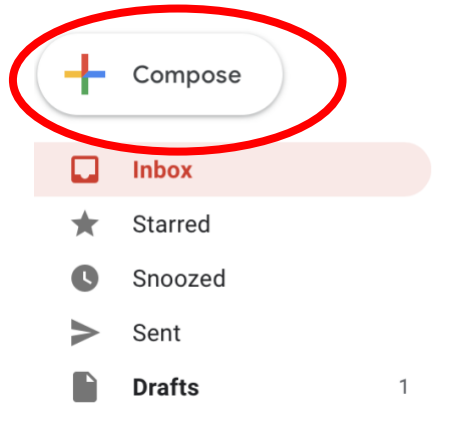 Compose
Inbox
Starred
Snoozed
Sent
Drafts 1